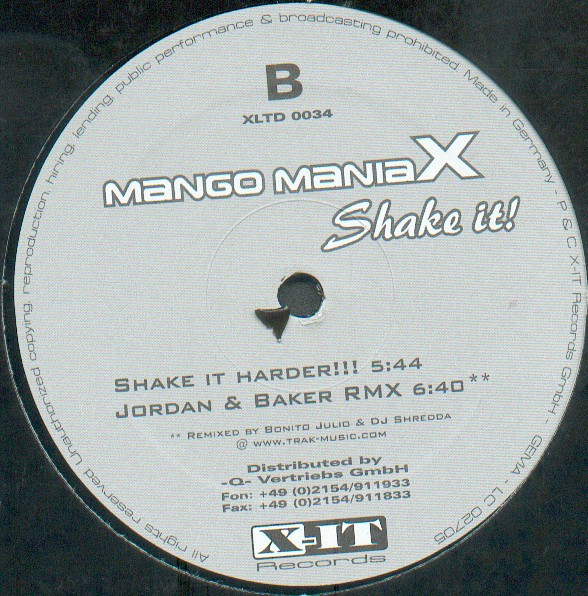 B
XLTD 0034
MANGO MANIAX
Shake it!
SHAKE IT HARDER!!! 5:44
JORDAN & BAKER RMX 6:40**
** REMIXED BY BONITO JULIO & DJ SHREDDA
@ WWW.TRAK-MUSIC.COM
Distributed by
-Q- Vertriebs GmbH
Fon: +49 (0)2154/911933
Fax: +49 (0)2154/911833
X-IT
Records
All rights reserved. Unauthorized copying, reproduction, hiring, lending, public performance & broadcasting prohibited. Made in Germany - P & C X-IT Records GmbH - GEMA - LC 02705